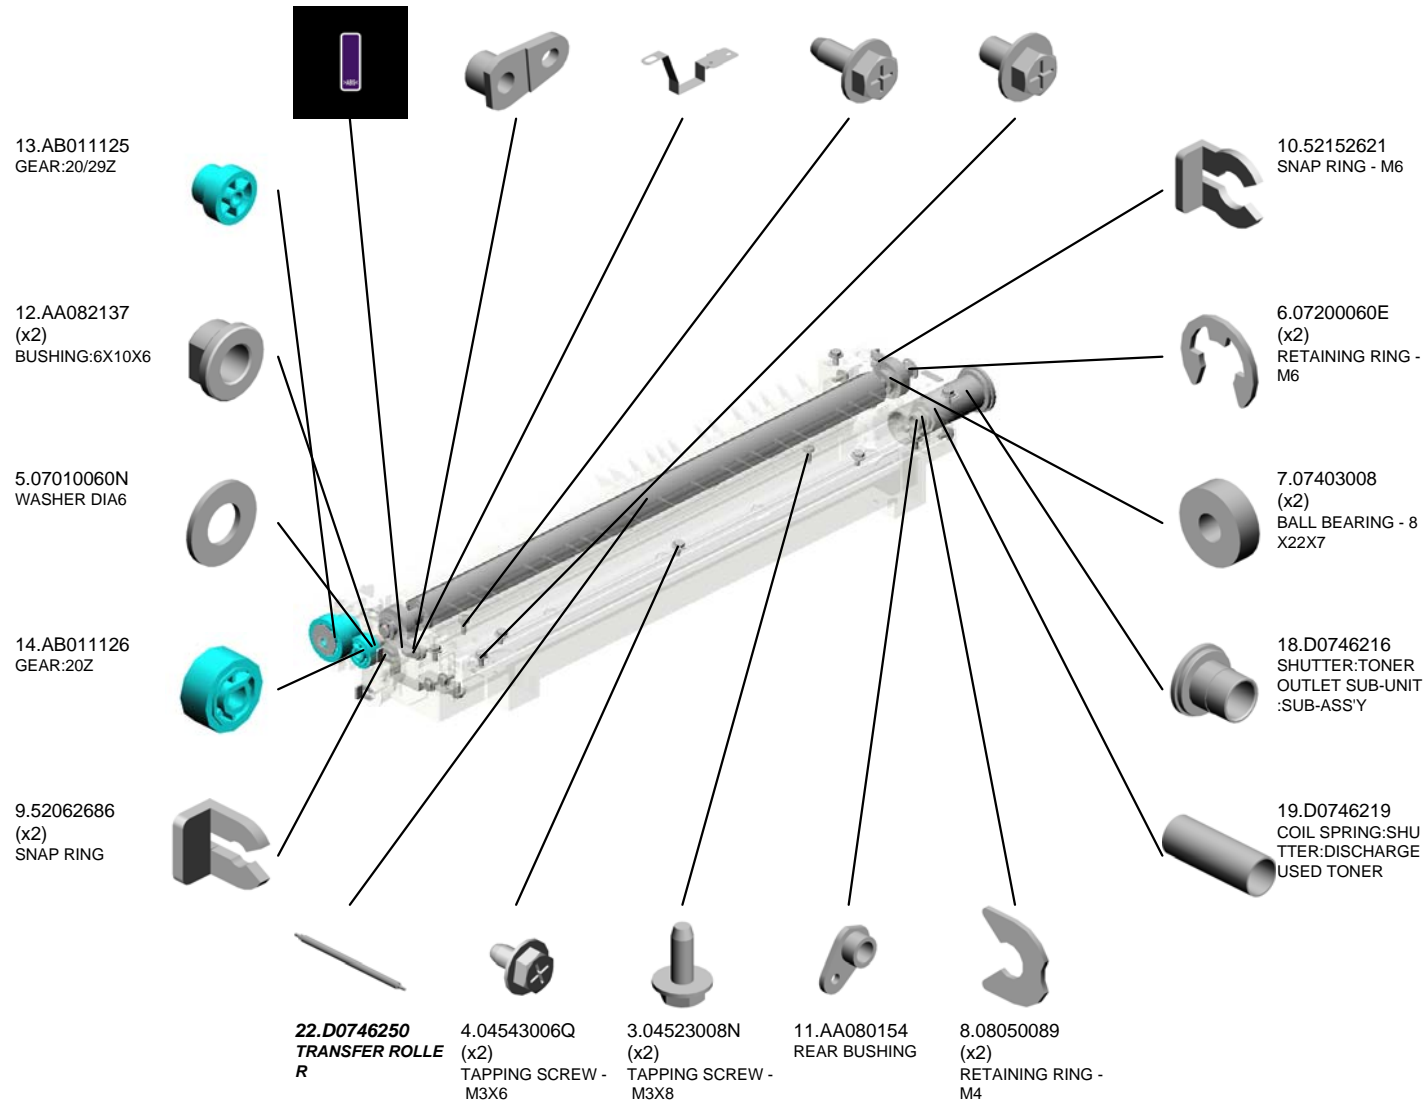 13.AB011125
GEAR:20/29Z
12.AA082137
(x2)
BUSHING:6X10X6
5.07010060N
WASHER DIA6
14.AB011126
GEAR:20Z
9.52062686
(x2)
SNAP RING
10.52152621
SNAP RING - M6
6.07200060E
(x2)
RETAINING RING -
M6
7.07403008
(x2)
BALL BEARING - 8
X22X7
18.D0746216
SHUTTER:TONER
OUTLET SUB-UNIT
:SUB-ASS'Y
19.D0746219
COIL SPRING:SHU
TTER:DISCHARGE
USED TONER
22.D0746250
TRANSFER ROLLE
R
4.04543006Q
(x2)
TAPPING SCREW -
M3X6
3.04523008N
(x2)
TAPPING SCREW -
M3X8
11.AA080154
REAR BUSHING
8.08050089
(x2)
RETAINING RING -
M4